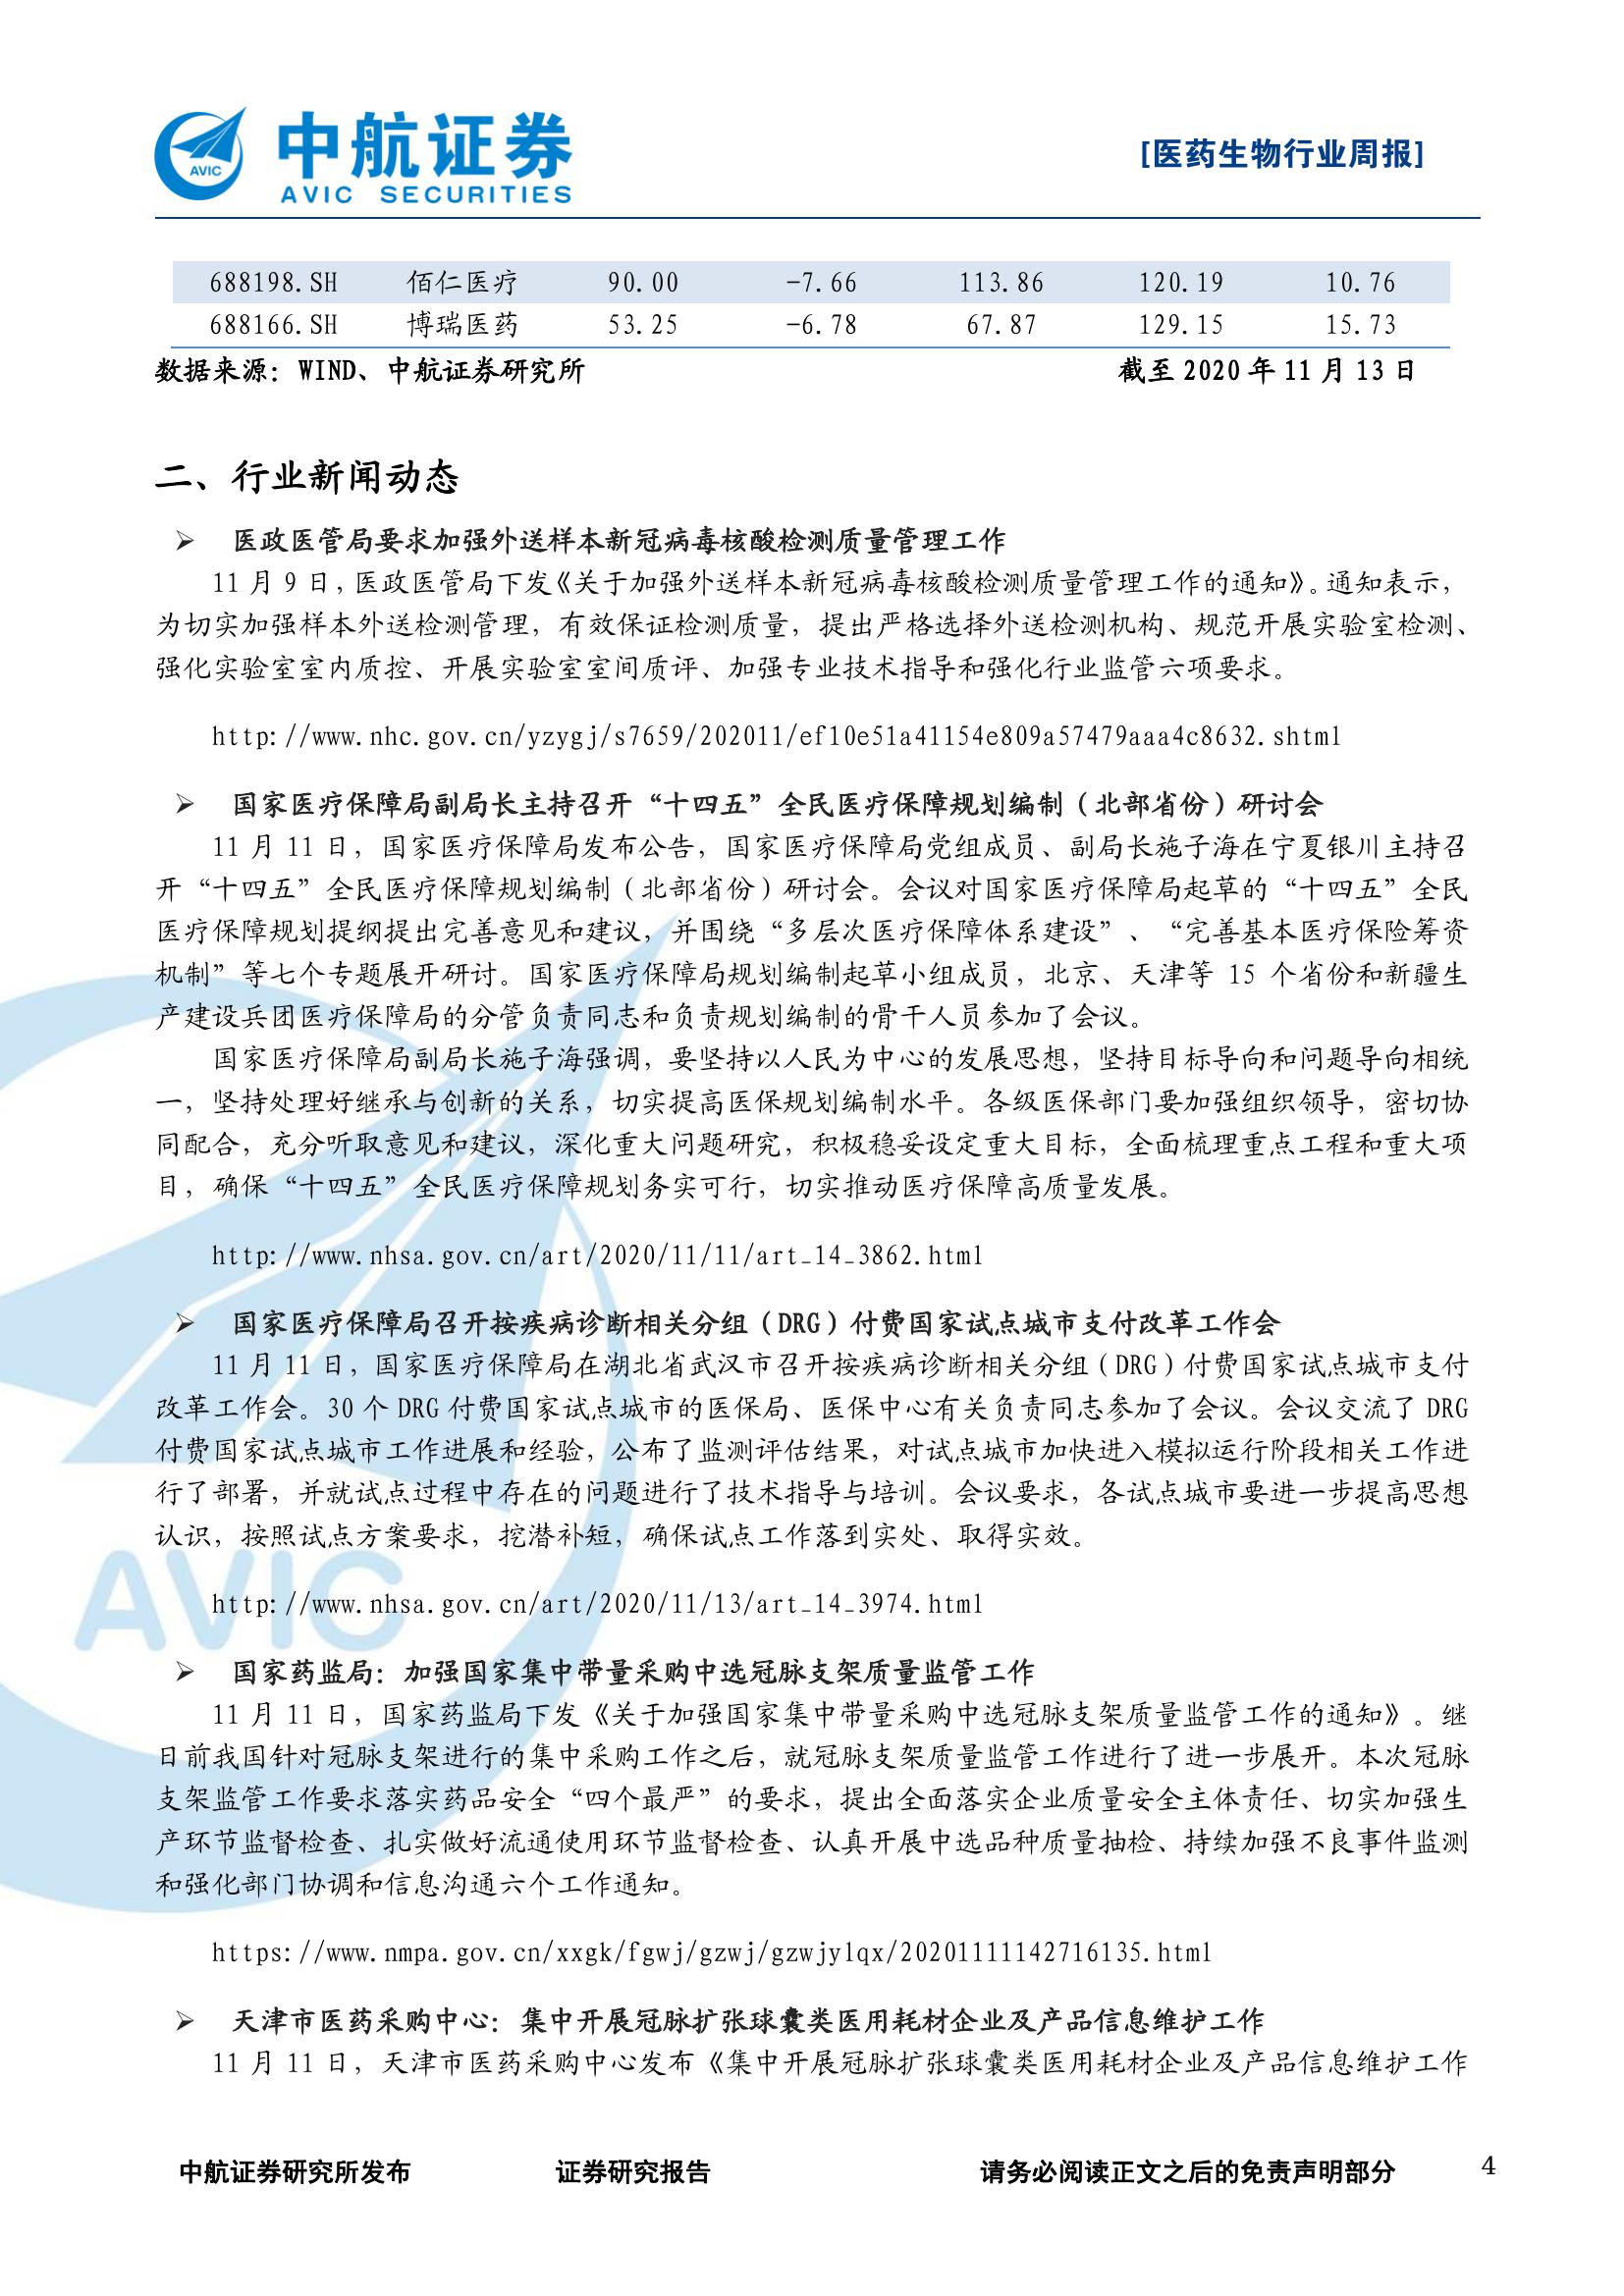 中航证券
AVIC SECURITIES
AVIC
[医药生物行业周报]
688198.SH 佰仁医疗 90.00 -7.66 113.86 120.19 10.76
688166.SH 博瑞医药 53.25 -6.78 67.87 129.15 15.73
数据来源：WIND、中航证券研究所 截至 2020 年 11 月 13 日
二、行业新闻动态
➢ 医政医管局要求加强外送样本新冠病毒核酸检测质量管理工作
11 月 9 日，医政医管局下发《关于加强外送样本新冠病毒核酸检测质量管理工作的通知》。通知表示，
为切实加强样本外送检测管理，有效保证检测质量，提出严格选择外送检测机构、规范开展实验室检测、
强化实验室室内质控、开展实验室室间质评、加强专业技术指导和强化行业监管六项要求。
http://www.nhc.gov.cn/yzygj/s7659/202011/ef10e51a41154e809a57479aaa4c8632.shtml
➢ 国家医疗保障局副局长主持召开“十四五”全民医疗保障规划编制（北部省份）研讨会
11 月 11 日，国家医疗保障局发布公告，国家医疗保障局党组成员、副局长施子海在宁夏银川主持召
开“十四五”全民医疗保障规划编制（北部省份）研讨会。会议对国家医疗保障局起草的“十四五”全民
医疗保障规划提纲提出完善意见和建议，并围绕“多层次医疗保障体系建设”、“完善基本医疗保险筹资
机制”等七个专题展开研讨。国家医疗保障局规划编制起草小组成员，北京、天津等 15 个省份和新疆生
产建设兵团医疗保障局的分管负责同志和负责规划编制的骨干人员参加了会议。
国家医疗保障局副局长施子海强调，要坚持以人民为中心的发展思想，坚持目标导向和问题导向相统
一，坚持处理好继承与创新的关系，切实提高医保规划编制水平。各级医保部门要加强组织领导，密切协
同配合，充分听取意见和建议，深化重大问题研究，积极稳妥设定重大目标，全面梳理重点工程和重大项
目，确保“十四五”全民医疗保障规划务实可行，切实推动医疗保障高质量发展。
http://www.nhsa.gov.cn/art/2020/11/11/art_14_3862.html
➢ 国家医疗保障局召开按疾病诊断相关分组（DRG）付费国家试点城市支付改革工作会
11 月 11 日，国家医疗保障局在湖北省武汉市召开按疾病诊断相关分组（DRG）付费国家试点城市支付
改革工作会。30 个 DRG 付费国家试点城市的医保局、医保中心有关负责同志参加了会议。会议交流了 DRG
付费国家试点城市工作进展和经验，公布了监测评估结果，对试点城市加快进入模拟运行阶段相关工作进
行了部署，并就试点过程中存在的问题进行了技术指导与培训。会议要求，各试点城市要进一步提高思想
认识，按照试点方案要求，挖潜补短，确保试点工作落到实处、取得实效。
http://www.nhsa.gov.cn/art/2020/11/13/art_14_3974.html
AVIC
➢ 国家药监局：加强国家集中带量采购中选冠脉支架质量监管工作
11 月 11 日，国家药监局下发《关于加强国家集中带量采购中选冠脉支架质量监管工作的通知》。继
日前我国针对冠脉支架进行的集中采购工作之后，就冠脉支架质量监管工作进行了进一步展开。本次冠脉
支架监管工作要求落实药品安全“四个最严”的要求，提出全面落实企业质量安全主体责任、切实加强生
产环节监督检查、扎实做好流通使用环节监督检查、认真开展中选品种质量抽检、持续加强不良事件监测
和强化部门协调和信息沟通六个工作通知。
https://www.nmpa.gov.cn/xxgk/fgwj/gzwj/gzwjylqx/20201111142716135.html
➢ 天津市医药采购中心：集中开展冠脉扩张球囊类医用耗材企业及产品信息维护工作
11 月 11 日，天津市医药采购中心发布《集中开展冠脉扩张球囊类医用耗材企业及产品信息维护工作
中航证券研究所发布 证券研究报告 请务必阅读正文之后的免责声明部分 4